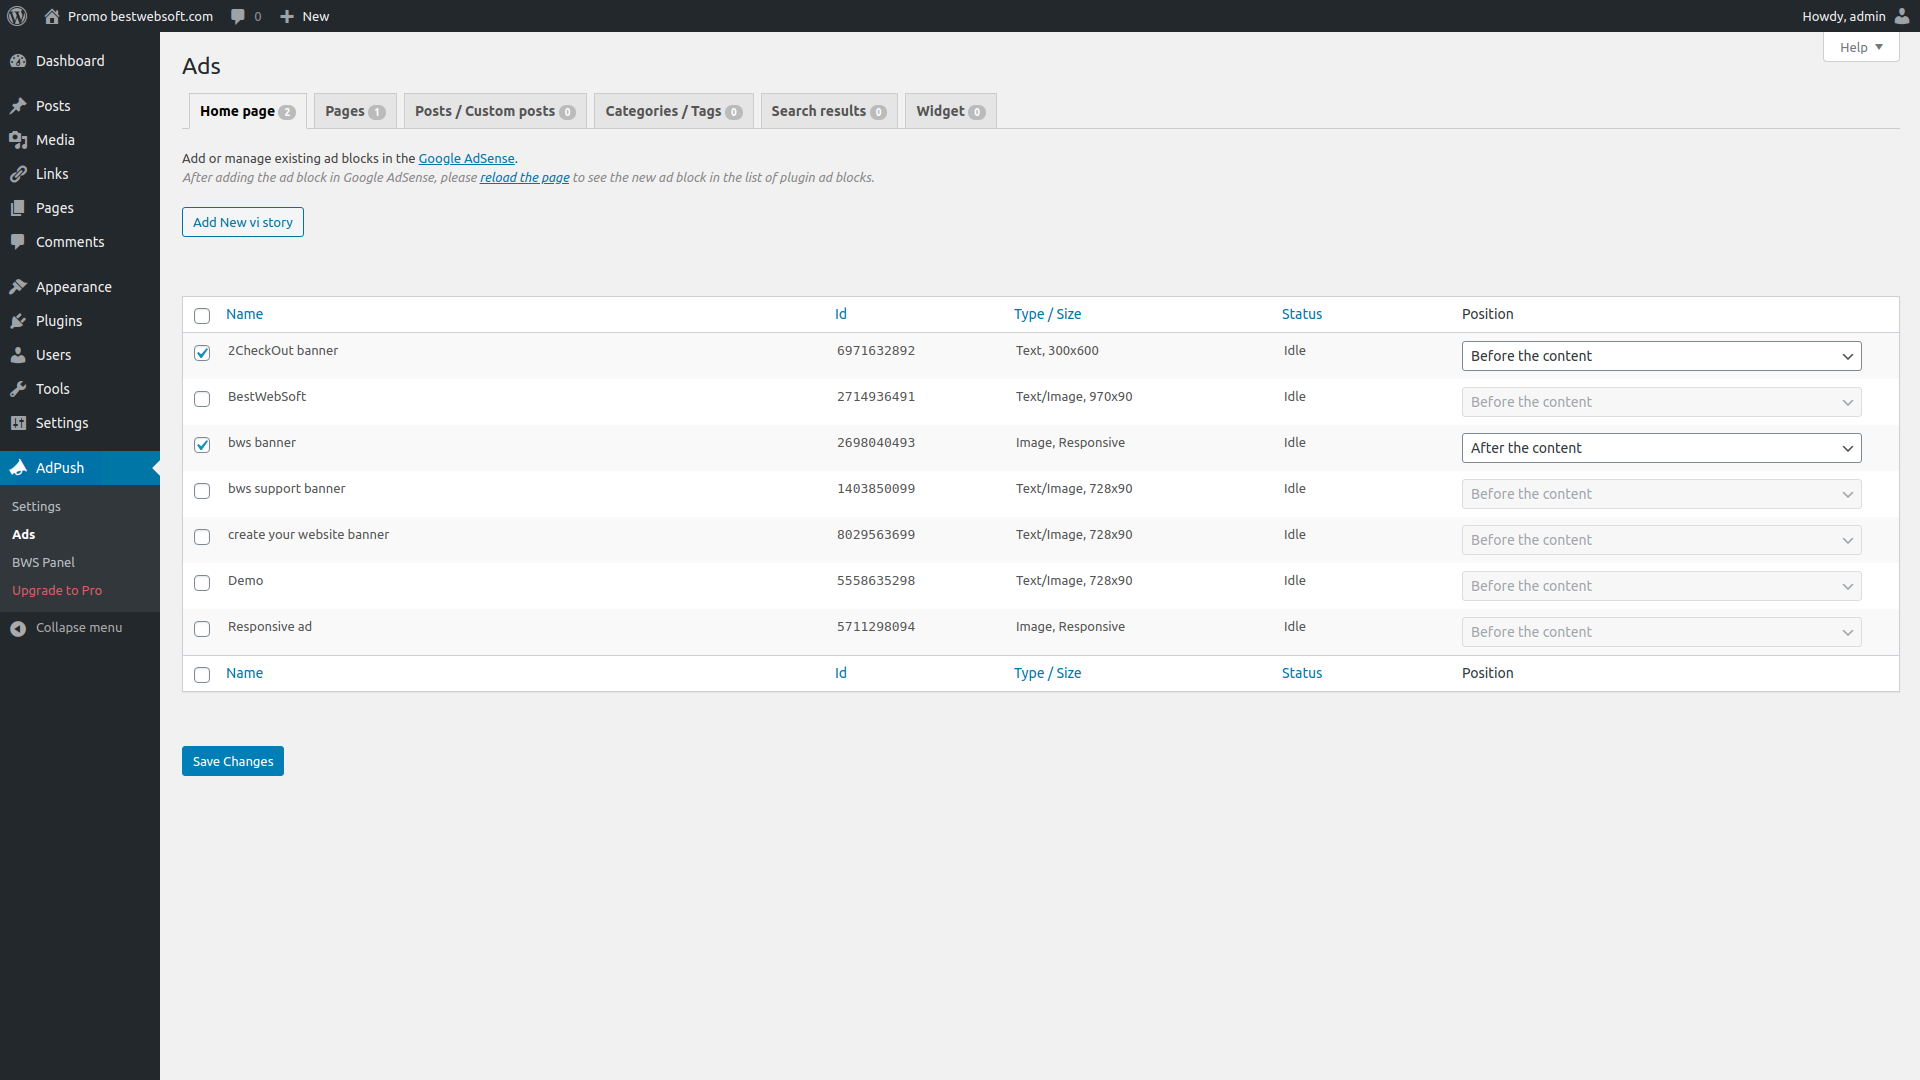 Promo bestwebsoft.com 0 New Howdy, admin
Help
Dashboard
Posts
Media
Links
Pages
Comments
Appearance
Plugins
Users
Tools
Settings
AdPush
Settings
Ads
BWS Panel
Upgrade to Pro
Collapse menu
Ads
Home page 2 Pages 1 Posts / Custom posts 0 Categories / Tags 0 Search results 0 Widget 0
Add or manage existing ad blocks in the Google AdSense.
After adding the ad block in Google AdSense, please reload the page to see the new ad block in the list of plugin ad blocks.
Add New vi story
Name Id Type / Size Status Position
2CheckOut banner 6971632892 Text, 300x600 Idle Before the content
BestWebSoft 2714936491 Text/Image, 970x90 Idle Before the content
bws banner 2698040493 Image, Responsive Idle After the content
bws support banner 1403850099 Text/Image, 728x90 Idle Before the content
create your website banner 8029563699 Text/Image, 728x90 Idle Before the content
Demo 5558635298 Text/Image, 728x90 Idle Before the content
Responsive ad 5711298094 Image, Responsive Idle Before the content
Name Id Type / Size Status Position
Save Changes